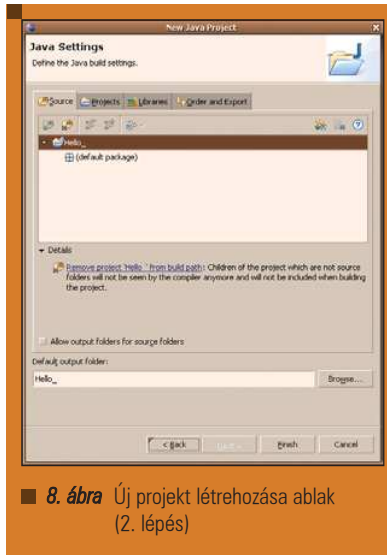 New Java Project
Java Settings
Define the Java build settings.
Source Projects Libraries Order and Export
Hello_
(default package)
Details
Remove project 'Hello_' from build path: Children of the project which are not source
folders will not be seen by the compiler anymore and will not be included when building
the project.
Allow output folders for source folders
Default output folder:
Hello_
Browse...
< Back
Finish
Cancel
8. ábra Új projekt létrehozása ablak
(2. lépés)